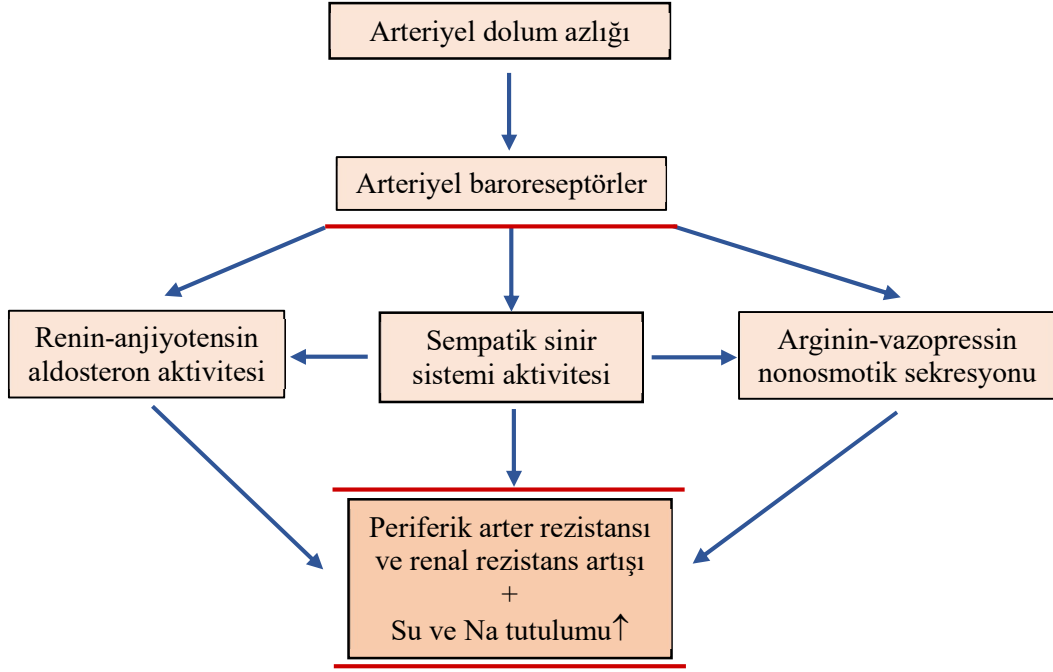 Arteriyel dolum azlığı
Arteriyel baroreseptörler
Renin-anjiyotensin
aldosteron aktivitesi
Sempatik sinir
sistemi aktivitesi
Arginin-vazopressin
nonosmotik sekresyonu
Periferik arter rezistansı
ve renal rezistans artışı
+
Su ve Na tutulumu↑